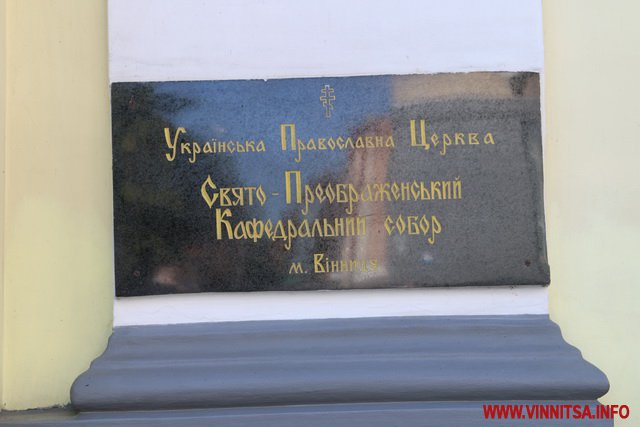 Українська Православна Церква
Свято - Преображенський
Кафедральний собор
м. Вінниця
WWW.VINNITSA.INFO